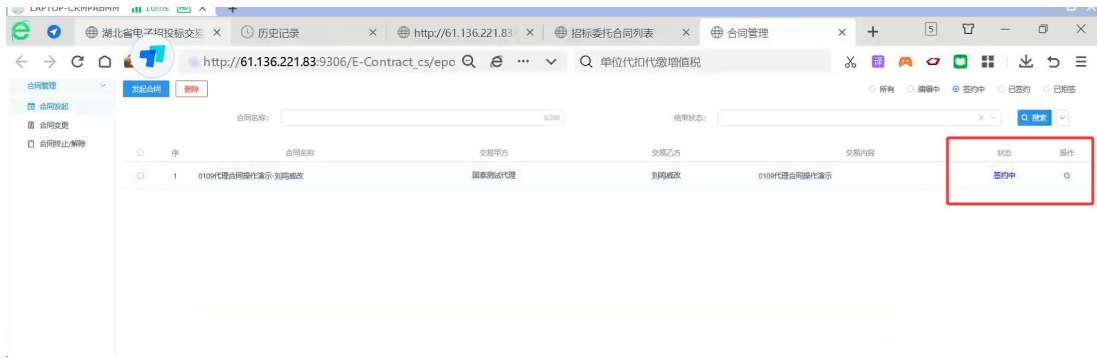 LAPTOP-CRMPABMM 10ms HD × +
湖北省电子招投标交易 × 历史记录 × http://61.136.221.83: × 招标委托合同列表 × 合同管理 × + 5
http://61.136.221.83:9306/E-Contract_cs/epo 单位代扣代缴增值税 译
合同管理 发起合同 删除 所有 编辑中 签约中 已签约 已拒签
合同发起
合同名称: 0/200 结束状态: 搜索
合同变更
合同终止/解除
序 合同名称 交易甲方 交易乙方 交易内容 状态 操作
1 0109代理合同操作演示-刘鸣威改 国泰测试代理 刘鸣威改 0109代理合同操作演示 签约中